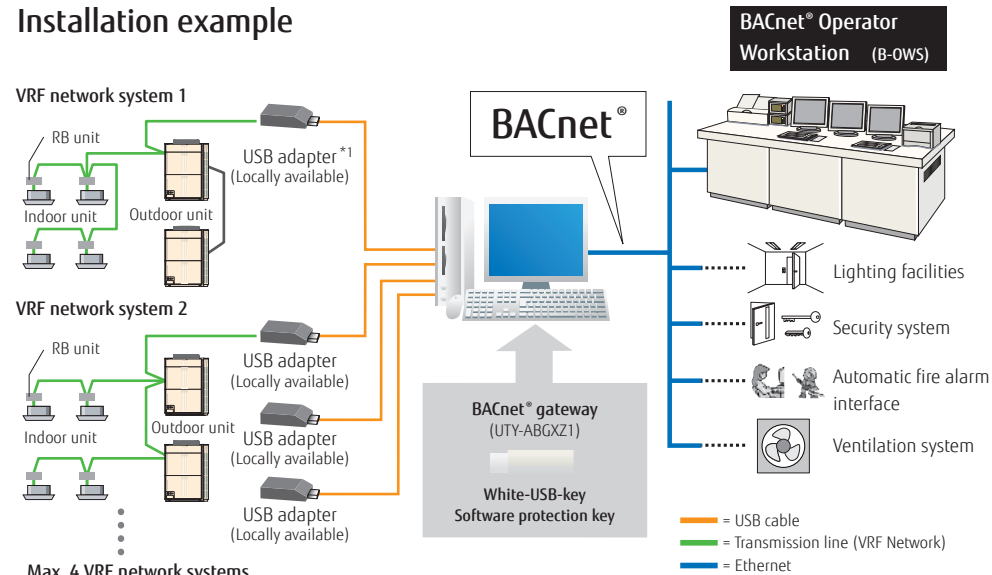 Installation example
BACnet® Operator
Workstation (B-OWS)
VRF network system 1
RB unit
Indoor unit
Outdoor unit
USB adapter*1
(Locally available)
BACnet®
VRF network system 2
RB unit
Indoor unit
Outdoor unit
USB adapter
(Locally available)
USB adapter
(Locally available)
USB adapter
(Locally available)
BACnet® gateway
(UTY-ABGXZ1)
White-USB-key
Software protection key
Lighting facilities
Security system
Automatic fire alarm
interface
Ventilation system
= USB cable
= Transmission line (VRF Network)
= Ethernet
Max. 4 VRF network systems